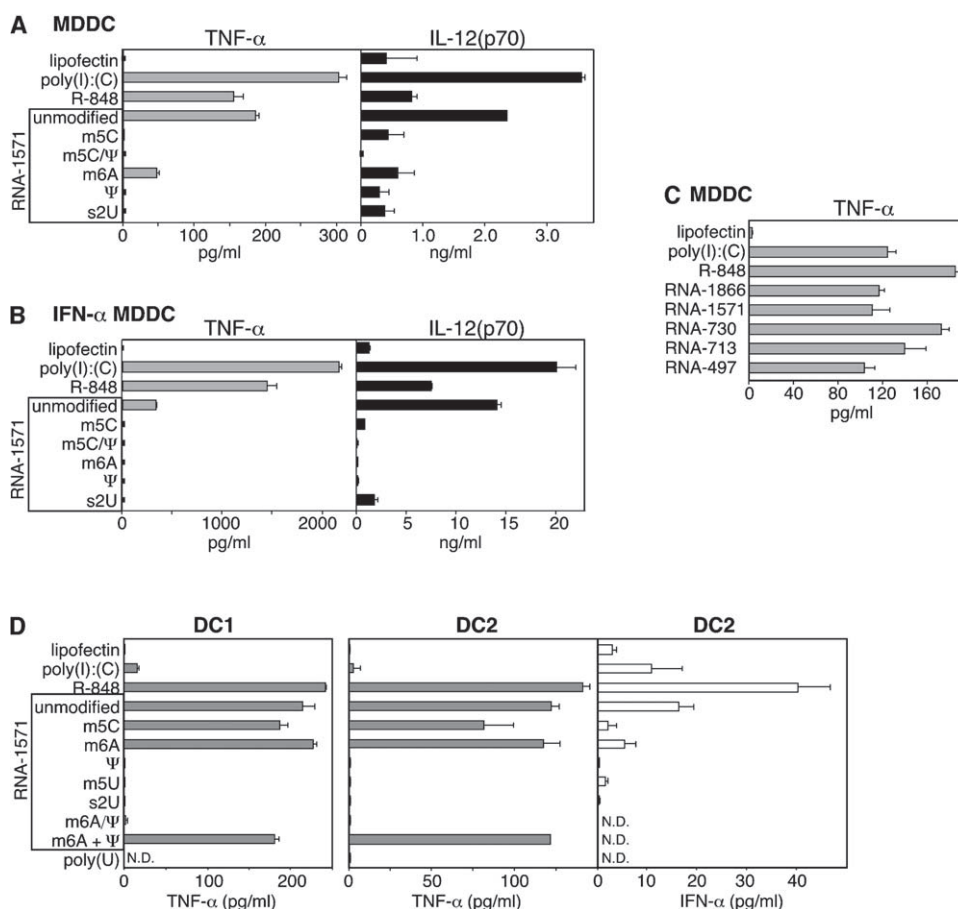 A MDDC
TNF-α IL-12(p70)
lipofectin
poly(I):(C)
R-848
unmodified
m5C
m5C/Ψ
m6A
Ψ
s2U
RNA-1571
0 100 200 300 0 1.0 2.0 3.0
pg/ml ng/ml
B IFN-α MDDC
TNF-α IL-12(p70)
lipofectin
poly(I):(C)
R-848
unmodified
m5C
m5C/Ψ
m6A
Ψ
s2U
RNA-1571
0 1000 2000 0 5 10 15 20
pg/ml ng/ml
C MDDC
TNF-α
lipofectin
poly(I):(C)
R-848
RNA-1866
RNA-1571
RNA-730
RNA-713
RNA-497
0 40 80 120 160
pg/ml
D DC1 DC2 DC2
lipofectin
poly(I):(C)
R-848
unmodified
m5C
m6A
Ψ
m5U
s2U
m6A/Ψ N.D.
m6A + Ψ N.D.
poly(U) N.D. N.D.
RNA-1571
0 100 200 0 50 100 0 10 20 30 40
TNF-α (pg/ml) TNF-α (pg/ml) IFN-α (pg/ml)